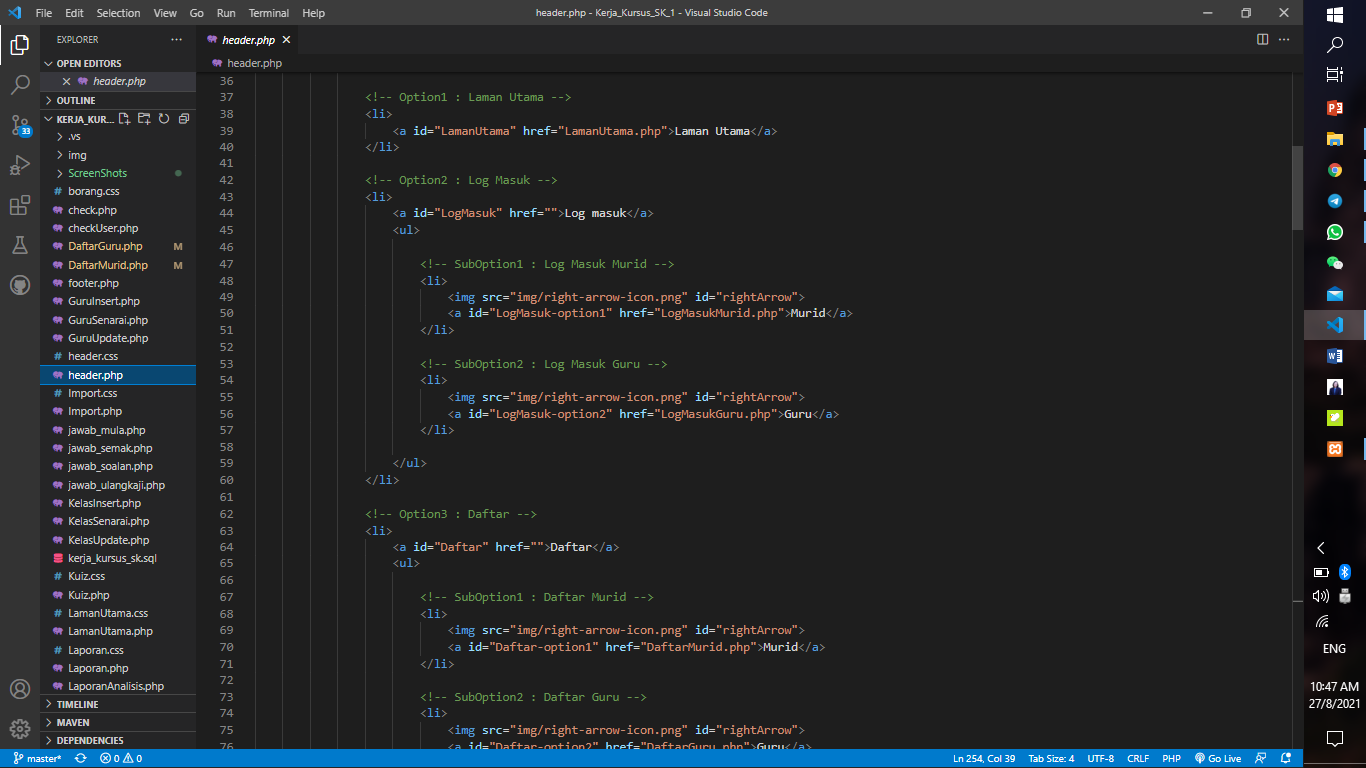 File Edit Selection View Go Run Terminal Help
header.php - Kerja_Kursus_SK_1 - Visual Studio Code
EXPLORER
OPEN EDITORS
header.php
OUTLINE
KERJA_KUR...
.vs
img
ScreenShots
borang.css
check.php
checkUser.php
DaftarGuru.php M
DaftarMurid.php M
footer.php
GuruInsert.php
GuruSenarai.php
GuruUpdate.php
header.css
header.php
Import.css
Import.php
jawab_mula.php
jawab_semak.php
jawab_soalan.php
jawab_ulangkaji.php
KelasInsert.php
KelasSenarai.php
KelasUpdate.php
kerja_kursus_sk.sql
Kuiz.css
Kuiz.php
LamanUtama.css
LamanUtama.php
Laporan.css
Laporan.php
LaporanAnalisis.php
TIMELINE
MAVEN
DEPENDENCIES
33
header.php
header.php
36
37 <!-- Option1 : Laman Utama -->
38 <li>
39 <a id="LamanUtama" href="LamanUtama.php">Laman Utama</a>
40 </li>
41
42 <!-- Option2 : Log Masuk -->
43 <li>
44 <a id="LogMasuk" href="">Log masuk</a>
45 <ul>
46
47 <!-- SubOption1 : Log Masuk Murid -->
48 <li>
49 <img src="img/right-arrow-icon.png" id="rightArrow">
50 <a id="LogMasuk-option1" href="LogMasukMurid.php">Murid</a>
51 </li>
52
53 <!-- SubOption2 : Log Masuk Guru -->
54 <li>
55 <img src="img/right-arrow-icon.png" id="rightArrow">
56 <a id="LogMasuk-option2" href="LogMasukGuru.php">Guru</a>
57 </li>
58
59 </ul>
60 </li>
61
62 <!-- Option3 : Daftar -->
63 <li>
64 <a id="Daftar" href="">Daftar</a>
65 <ul>
66
67 <!-- SubOption1 : Daftar Murid -->
68 <li>
69 <img src="img/right-arrow-icon.png" id="rightArrow">
70 <a id="Daftar-option1" href="DaftarMurid.php">Murid</a>
71 </li>
72
73 <!-- SubOption2 : Daftar Guru -->
74 <li>
75 <img src="img/right-arrow-icon.png" id="rightArrow">
76 <a id="Daftar-option2" href="DaftarGuru.php">Guru</a>
master* 0 0
Ln 254, Col 39 Tab Size: 4 UTF-8 CRLF PHP Go Live
ENG
10:47 AM
27/8/2021